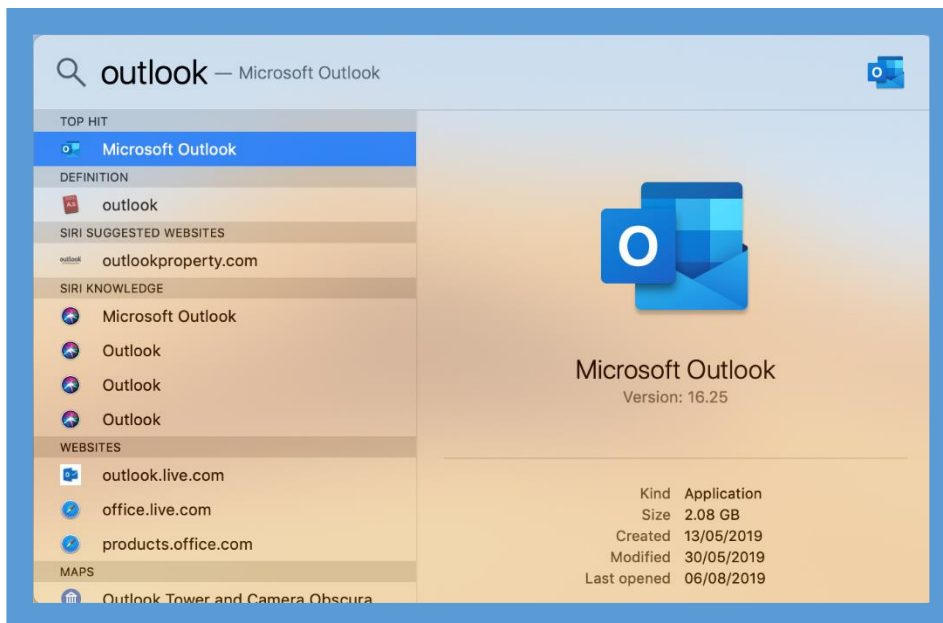 outlook — Microsoft Outlook
TOP HIT
Microsoft Outlook
DEFINITION
outlook
SIRI SUGGESTED WEBSITES
outlook
outlookproperty.com
SIRI KNOWLEDGE
Microsoft Outlook
Outlook
Outlook
Outlook
WEBSITES
outlook.live.com
office.live.com
products.office.com
MAPS
Outlook Tower and Camera Obscura
O
Microsoft Outlook
Version: 16.25
Kind Application
Size 2.08 GB
Created 13/05/2019
Modified 30/05/2019
Last opened 06/08/2019